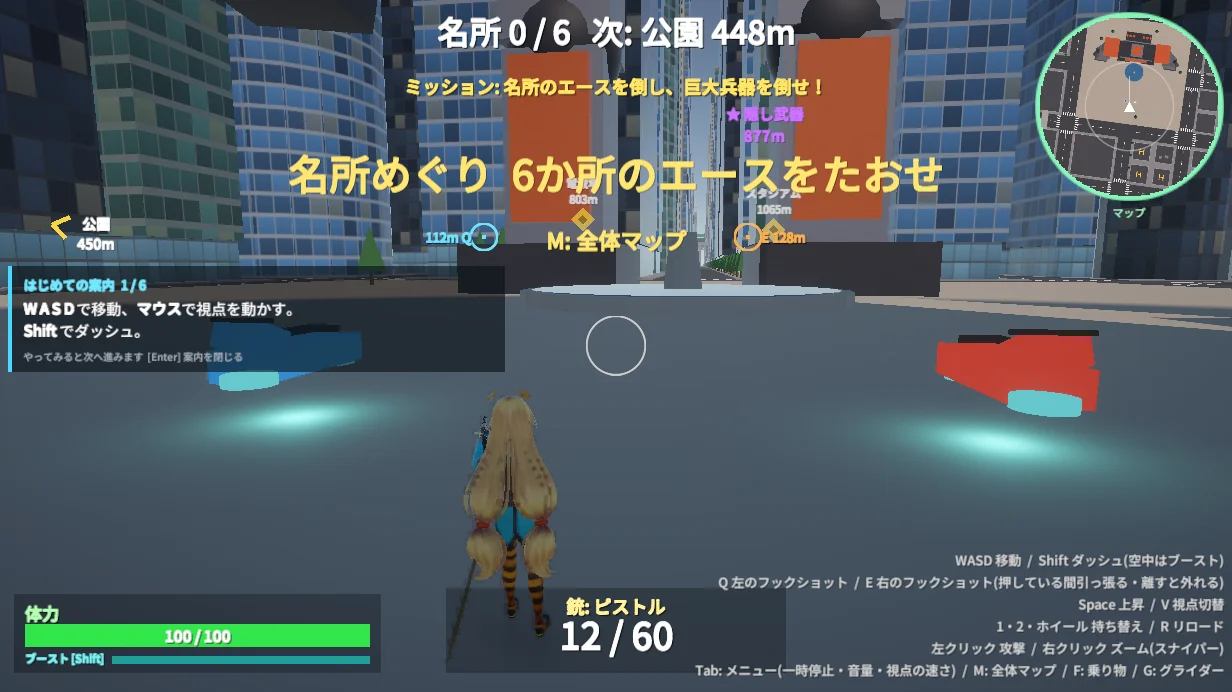 名所 0 / 6 次: 公園 448m
ミッション: 名所のエースを倒し、巨大兵器を倒せ！
★ 隠し武器
877m
名所めぐり 6か所のエースをたおせ
803m
スタジアム
1065m
公園
450m
112m Q
M: 全体マップ
E 128m
マップ
はじめての案内 1/6
WASDで移動、マウスで視点を動かす。
Shiftでダッシュ。
やってみると次へ進みます [Enter] 案内を閉じる
体力
100 / 100
ブースト[Shift]
銃: ピストル
12 / 60
WASD 移動 / Shift ダッシュ(空中はブースト)
Q 左のフックショット / E 右のフックショット(押している間引っ張る・離すと外れる)
Space 上昇 / V 視点切替
1・2・ホイール 持ち替え / R リロード
左クリック 攻撃 / 右クリック ズーム(スナイパー)
Tab: メニュー(一時停止・音量・視点の速さ) / M: 全体マップ / F: 乗り物 / G: グライダー